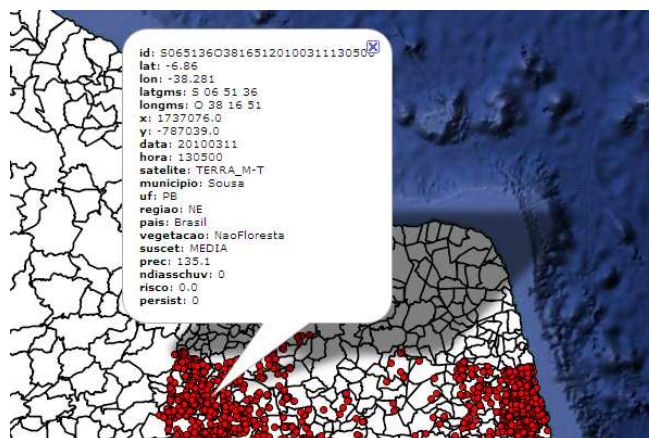 id: S065136O3816512010031113050
lat: -6.86
lon: -38.281
latgms: S 06 51 36
longms: O 38 16 51
x: 1737076.0
y: -787039.0
data: 20100311
hora: 130500
satelite: TERRA_M-T
municipio: Sousa
uf: PB
regiao: NE
pais: Brasil
vegetacao: NaoFloresta
suscet: MEDIA
prec: 135.1
ndiasschuv: 0
risco: 0.0
persist: 0